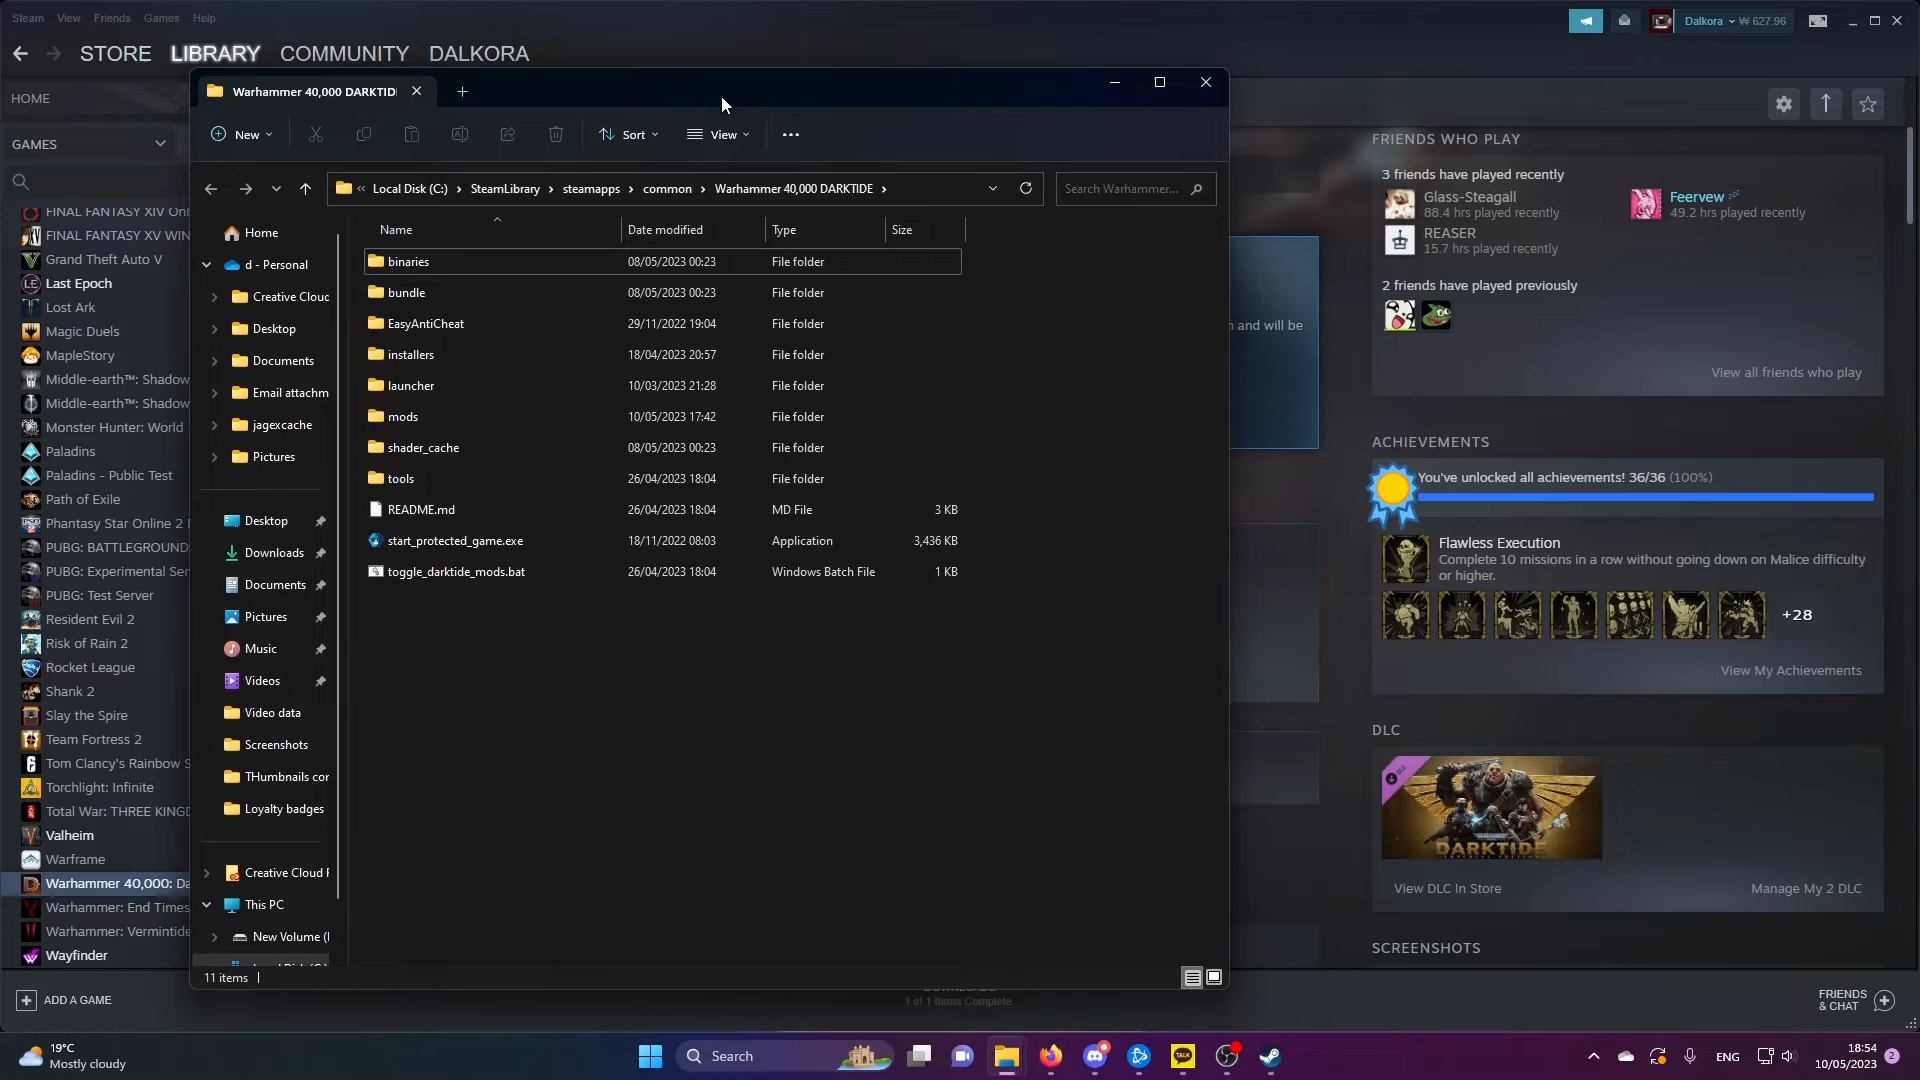 Steam View Friends Games Help
Dalkora ₩ 627.96
STORE LIBRARY COMMUNITY DALKORA
HOME
GAMES
FINAL FANTASY XIV Onl
FINAL FANTASY XV WIN
Grand Theft Auto V
Last Epoch
Lost Ark
Magic Duels
MapleStory
Middle-earth™: Shadow
Middle-earth™: Shadow
Monster Hunter: World
Paladins
Paladins - Public Test
Path of Exile
Phantasy Star Online 2
PUBG: BATTLEGROUND
PUBG: Experimental Ser
PUBG: Test Server
Resident Evil 2
Risk of Rain 2
Rocket League
Shank 2
Slay the Spire
Team Fortress 2
Tom Clancy's Rainbow S
Torchlight: Infinite
Total War: THREE KINGD
Valheim
Warframe
Warhammer 40,000: Da
Warhammer: End Times
Warhammer: Vermintide
Wayfinder
ADD A GAME
Warhammer 40,000 DARKTID
New Sort View
Local Disk (C:) SteamLibrary steamapps common Warhammer 40,000 DARKTIDE
Search Warhammer...
Home
d - Personal
Creative Cloud
Desktop
Documents
Email attachm
jagexcache
Pictures
Desktop
Downloads
Documents
Pictures
Music
Videos
Video data
Screenshots
THumbnails cor
Loyalty badges
Creative Cloud F
This PC
New Volume (
Name Date modified Type Size
binaries 08/05/2023 00:23 File folder
bundle 08/05/2023 00:23 File folder
EasyAntiCheat 29/11/2022 19:04 File folder
installers 18/04/2023 20:57 File folder
launcher 10/03/2023 21:28 File folder
mods 10/05/2023 17:42 File folder
shader_cache 08/05/2023 00:23 File folder
tools 26/04/2023 18:04 File folder
README.md 26/04/2023 18:04 MD File 3 KB
start_protected_game.exe 18/11/2022 08:03 Application 3,436 KB
toggle_darktide_mods.bat 26/04/2023 18:04 Windows Batch File 1 KB
11 items
1 of 1 Items Complete
and will be
FRIENDS WHO PLAY
3 friends have played recently
Glass-Steagall
88.4 hrs played recently
Feervew zzz
49.2 hrs played recently
REASER
15.7 hrs played recently
2 friends have played previously
View all friends who play
ACHIEVEMENTS
You've unlocked all achievements! 36/36 (100%)
Flawless Execution
Complete 10 missions in a row without going down on Malice difficulty
or higher.
+28
View My Achievements
DLC
DLC
DARKTIDE
View DLC In Store Manage My 2 DLC
SCREENSHOTS
FRIENDS
& CHAT
19°C
Mostly cloudy
Search
TALK
ENG
18:54
10/05/2023
2